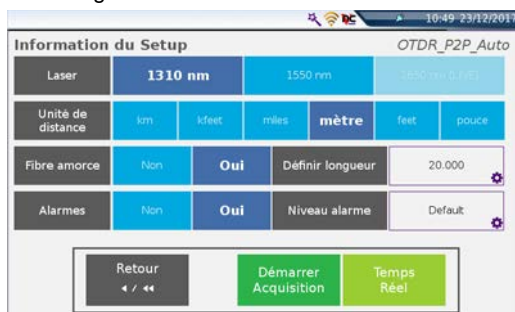 10:49 23/12/2017
Information du Setup
OTDR_P2P_Auto
Laser
1310 nm
1550 nm
Unité de
distance
km
kfeet
miles
mètre
feet
pouce
Fibre amorce
Non
Oui
Définir longueur
20.000
Alarmes
Non
Oui
Niveau alarme
Default
Retour
Démarrer
Acquisition
Temps
Réel